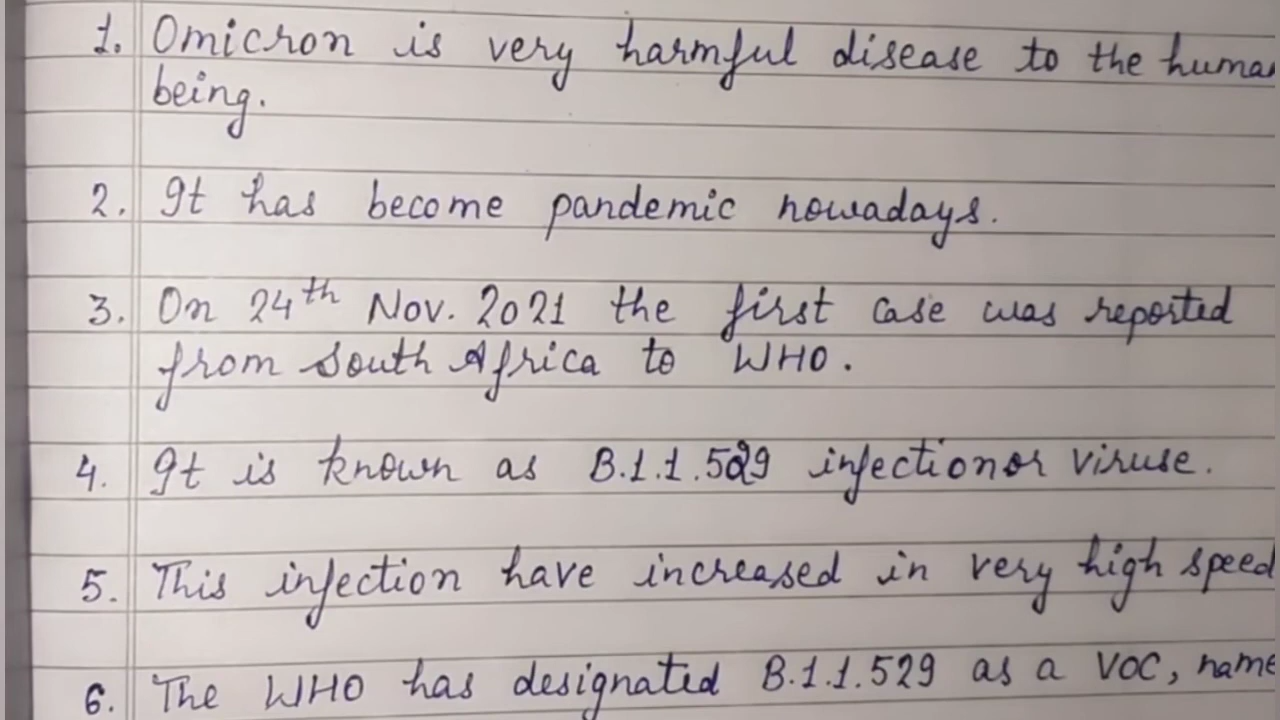 1. Omicron is very harmful disease to the human
being.
2. It has become pandemic nowadays.
3. On 24th Nov. 2021 the first case was reported
from South Africa to WHO.
4. It is known as B.1.1.529 infectionor viruse.
5. This infection have increased in very high speed
6. The WHO has designated B.1.1.529 as a VOC, name